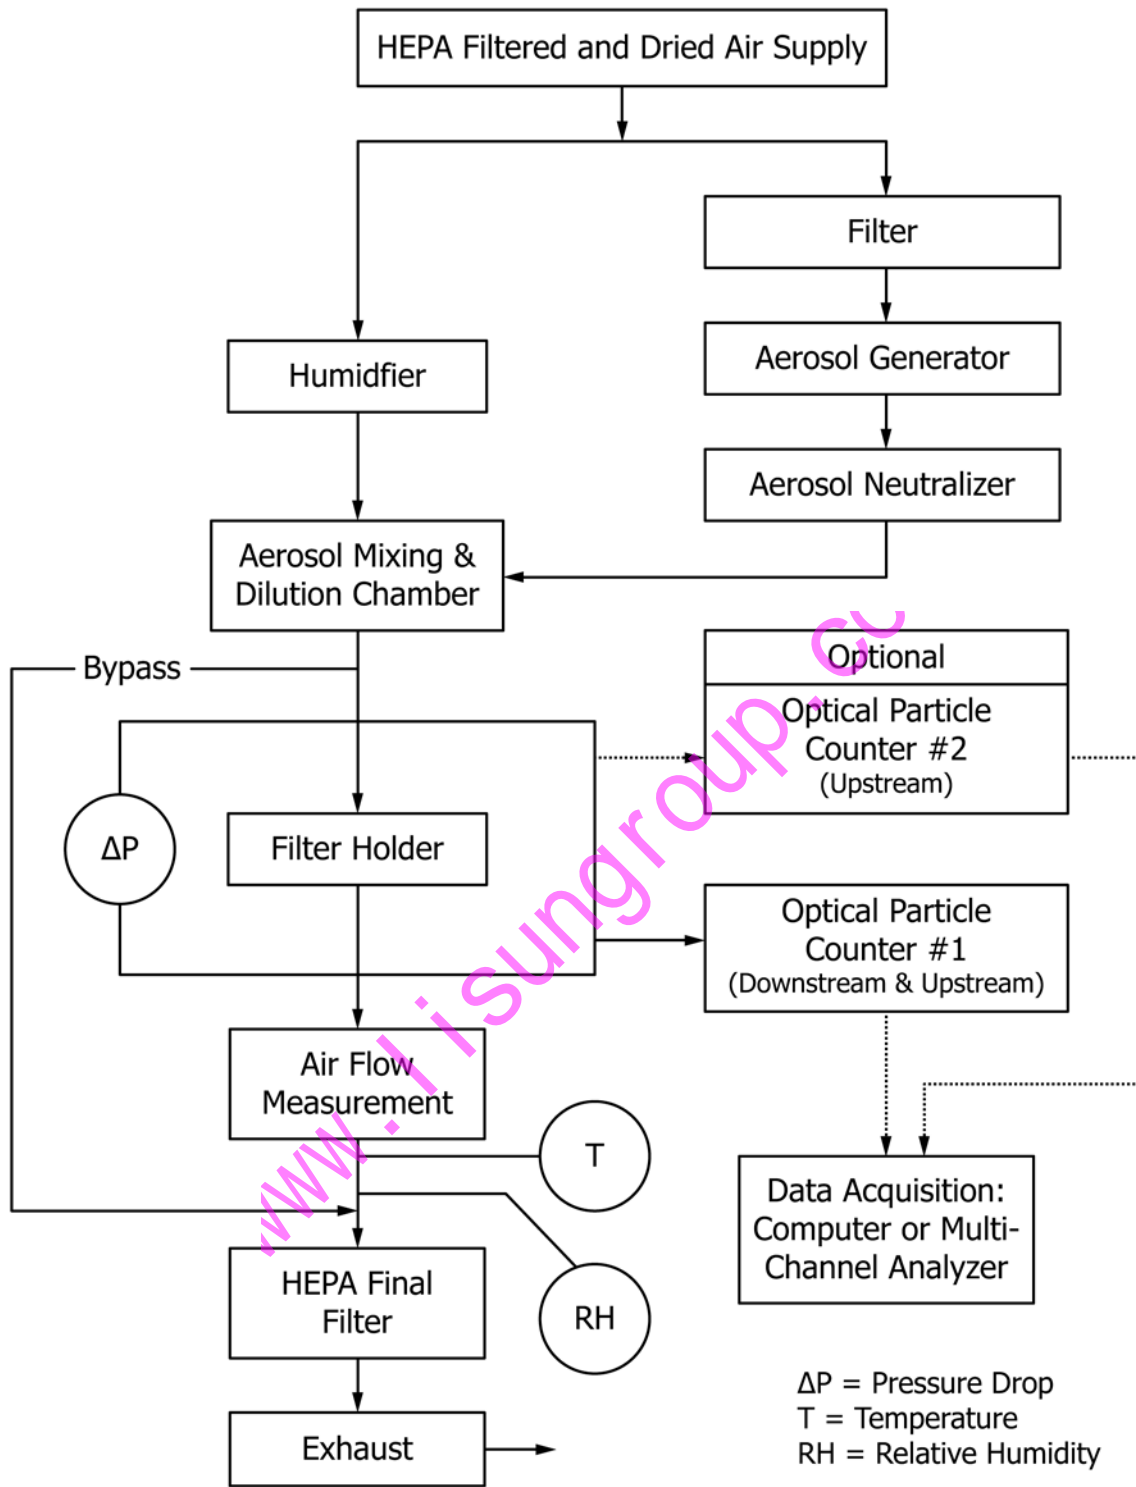 HEPA Filtered and Dried Air Supply
Filter
Aerosol Generator
Humidfier
Aerosol Neutralizer
Aerosol Mixing &
Dilution Chamber
Bypass
Optional
Optical Particle
Counter #2
(Upstream)
ΔP
Filter Holder
Optical Particle
Counter #1
(Downstream & Upstream)
Air Flow
Measurement
T
Data Acquisition:
Computer or Multi-
Channel Analyzer
HEPA Final
Filter
RH
ΔP = Pressure Drop
T = Temperature
RH = Relative Humidity
Exhaust
www.lisungroup.co